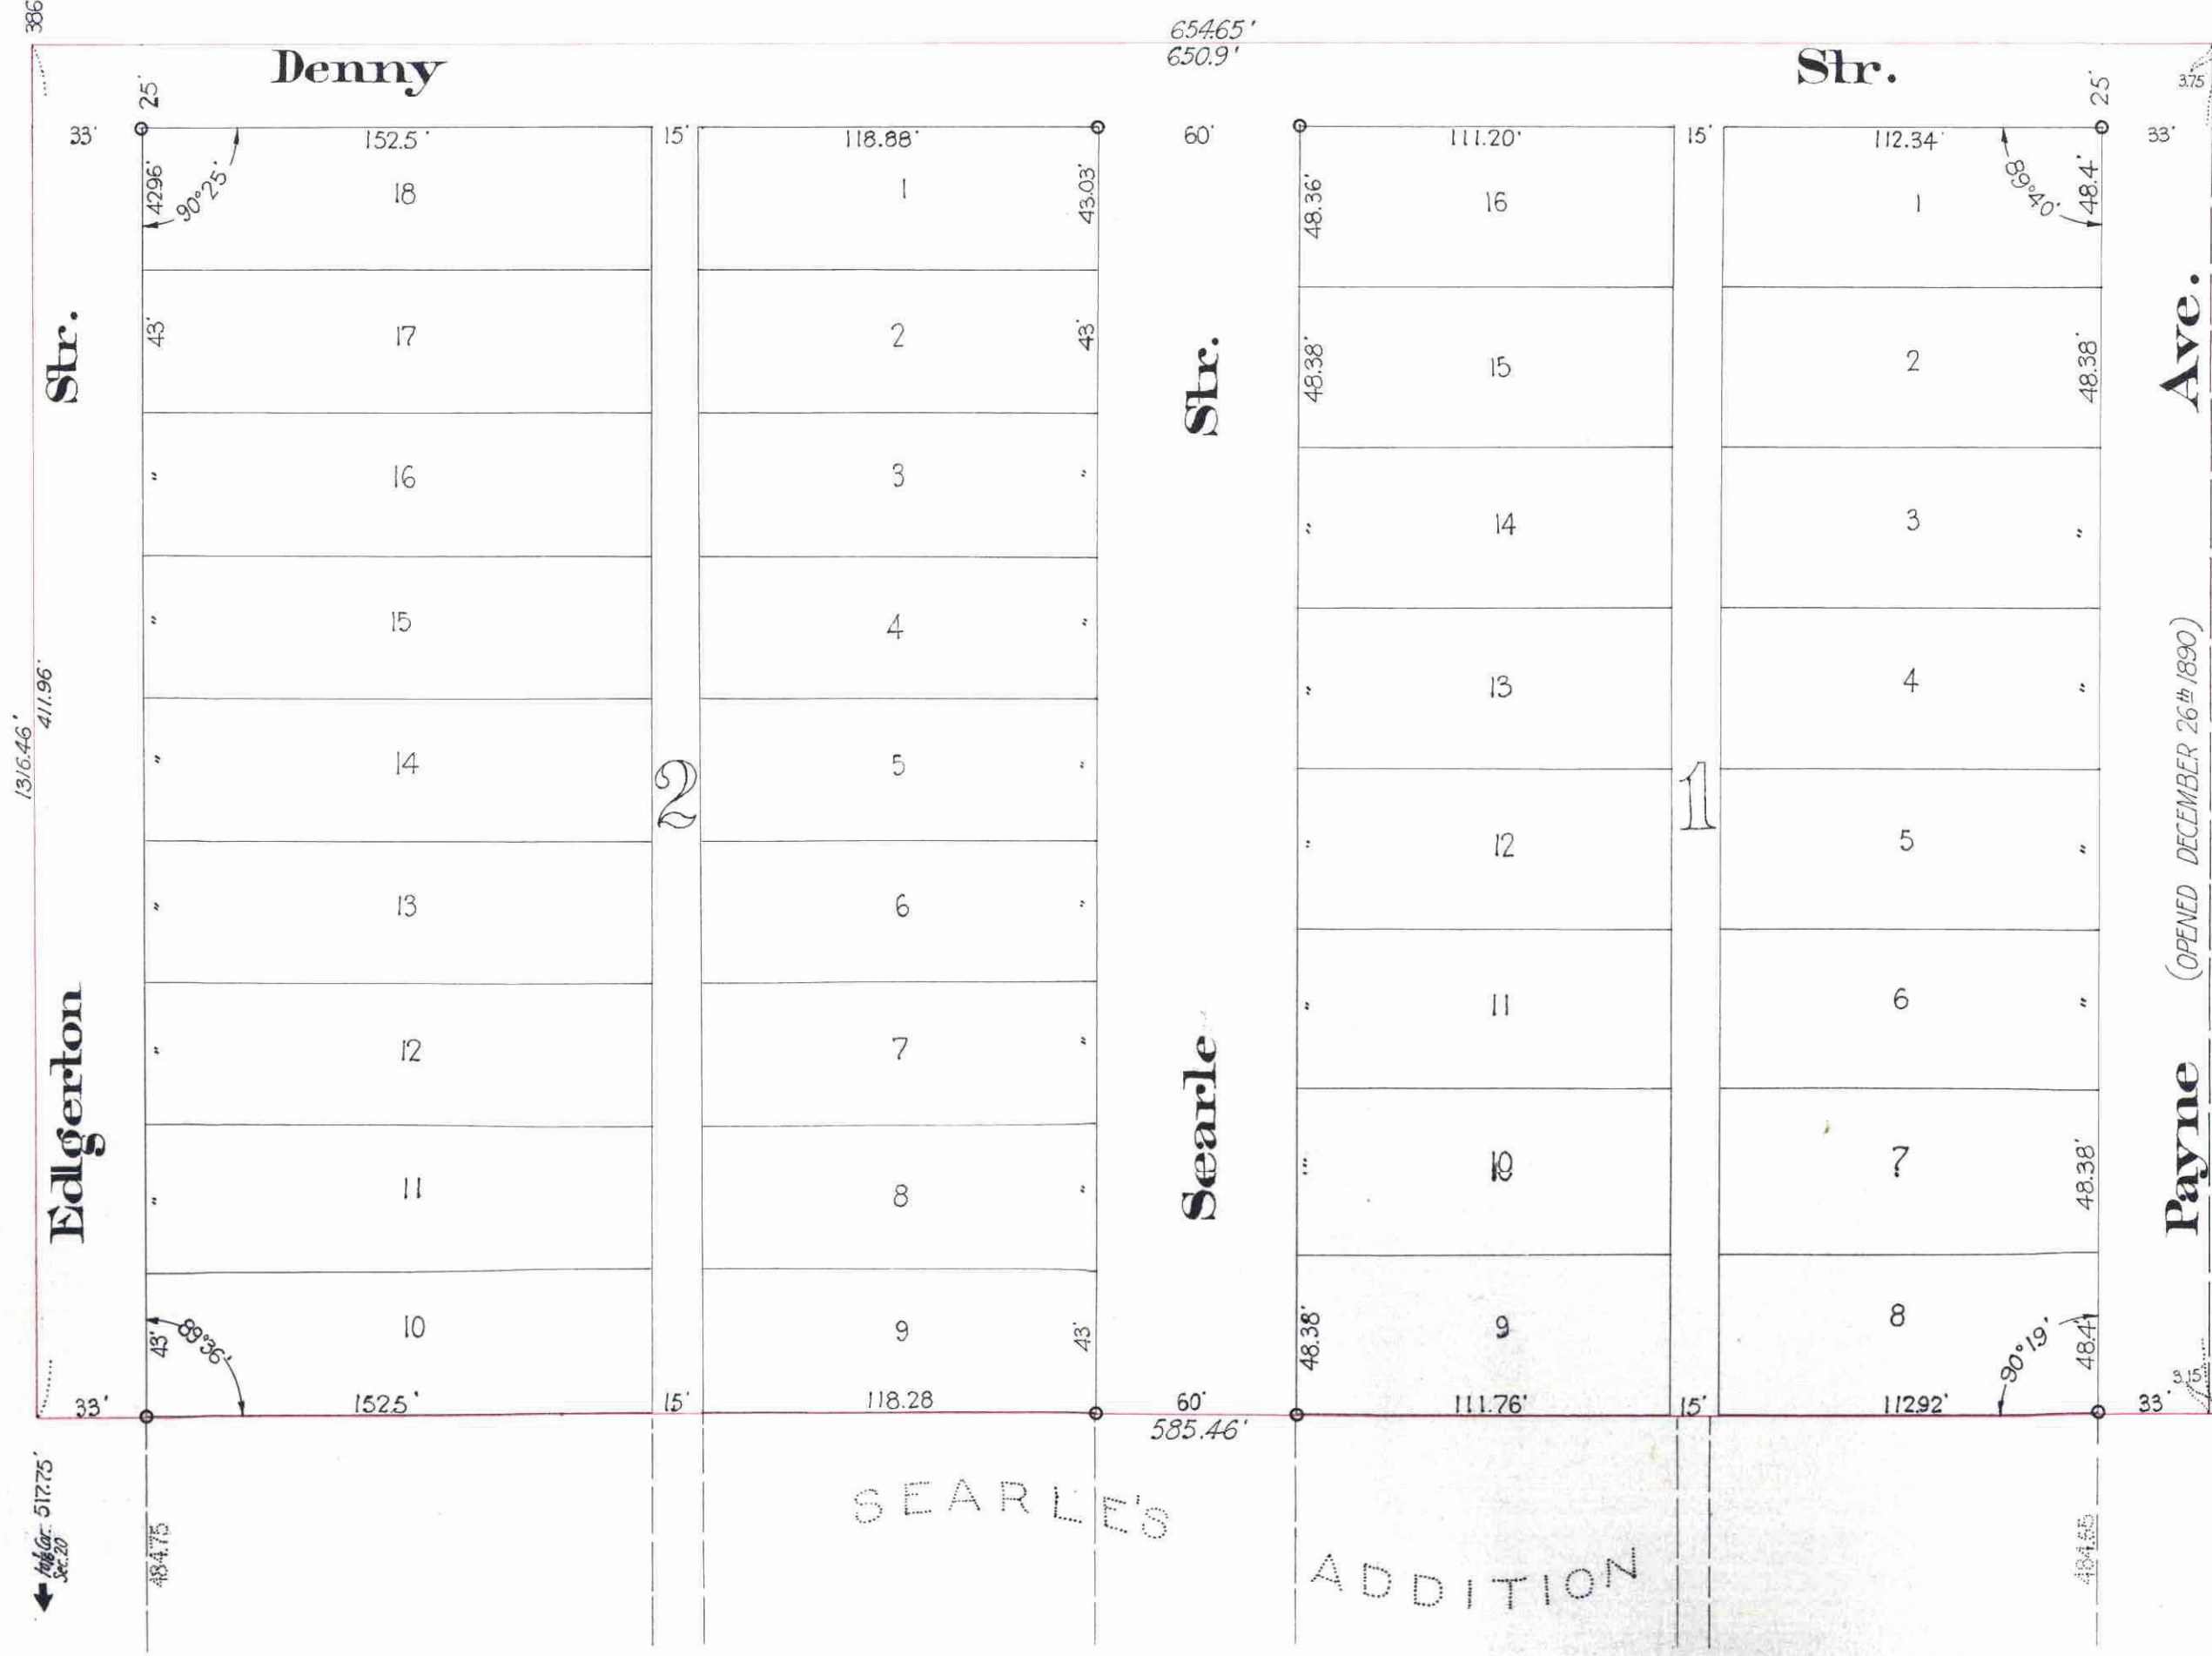 386
654.65'
650.9'
Denny Str.
25' 25' 3.75
33' 152.5' 15' 118.88' 60' 111.20' 15' 112.34' 33'
42.96' 90°25' 18 1 43.03' 48.36' 16 1 89°40' 48.4'
43' 17 2 43' 48.38' 15 2 48.38'
" 16 3 " " 14 3 "
" 15 4 " " 13 4 "
" 14 5 " " 12 5 "
" 13 6 " " 11 6 "
" 12 7 " " 10 7 48.38'
" 11 8 " 48.38' 9 8 90°19' 48.4'
43' 89°36' 10 9 43'
2 1
Edgerton Str.
Searle Str.
Payne Ave.
(OPENED DECEMBER 26th 1890)
1316.46'
411.96'
33' 152.5' 15' 118.28 60' 111.76' 15' 112.92' 33'
3.15'
585.46'
517.75'
Sec. 20
484.75
484.65
SEARLE'S
ADDITION